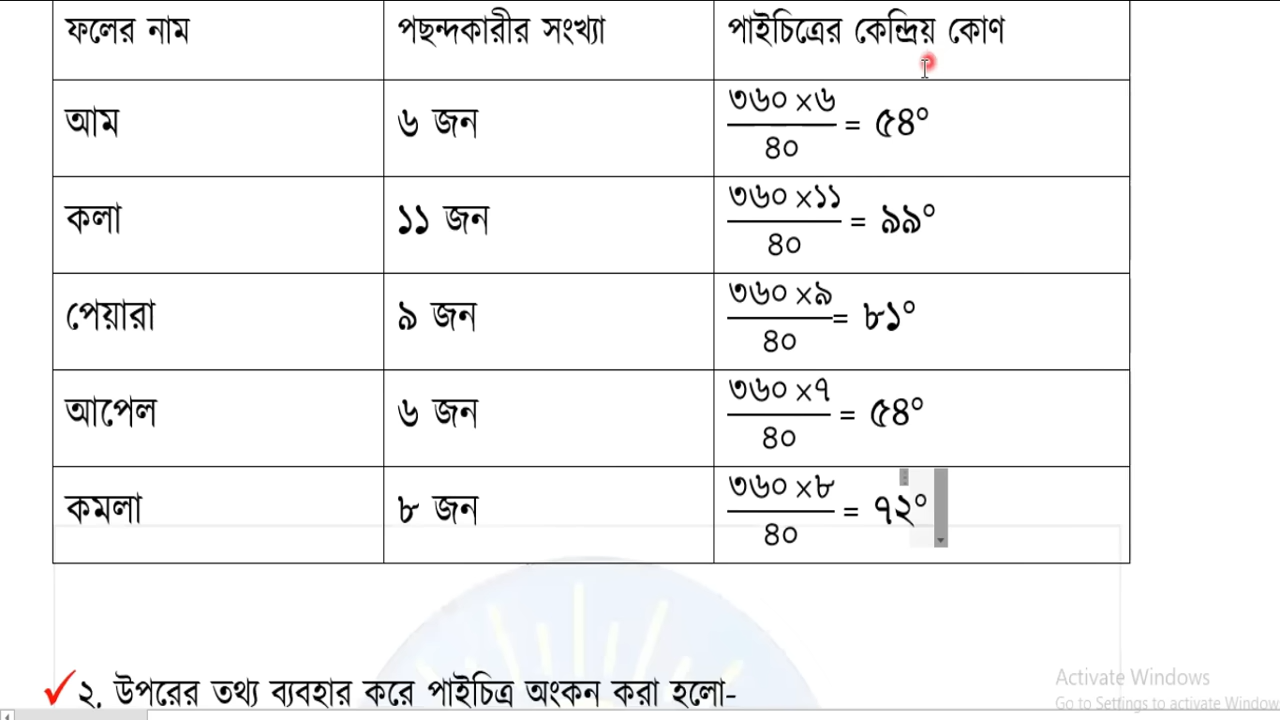 ফলের নাম পছন্দকারীর সংখ্যা পাইচিত্রের কেন্দ্রিয় কোণ
আম ৬ জন ৩৬০ ×৬ / ৪০ = ৫৪°
কলা ১১ জন ৩৬০ ×১১ / ৪০ = ৯৯°
পেয়ারা ৯ জন ৩৬০ ×৯ / ৪০ = ৮১°
আপেল ৬ জন ৩৬০ ×৭ / ৪০ = ৫৪°
কমলা ৮ জন ৩৬০ ×৮ / ৪০ = ৭২°
২. উপরের তথ্য ব্যবহার করে পাইচিত্র অংকন করা হলো-
Activate Windows
Go to Settings to activate Window